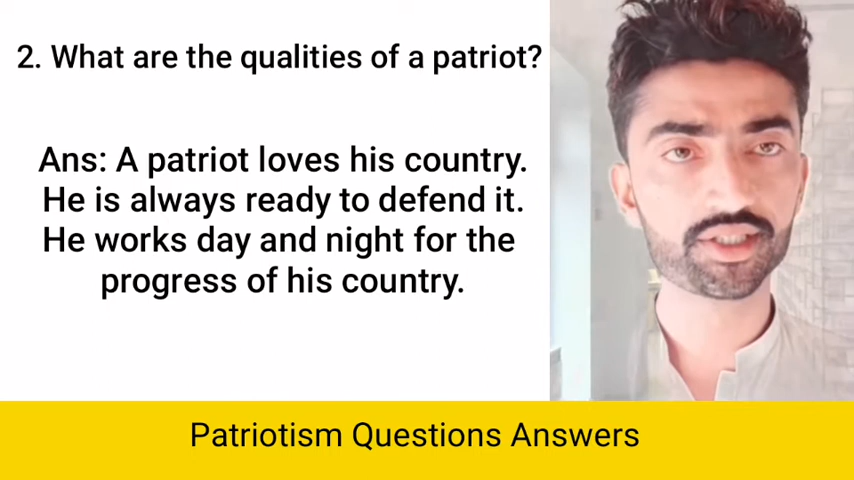 2. What are the qualities of a patriot?
Ans: A patriot loves his country.
He is always ready to defend it.
He works day and night for the
progress of his country.
Patriotism Questions Answers